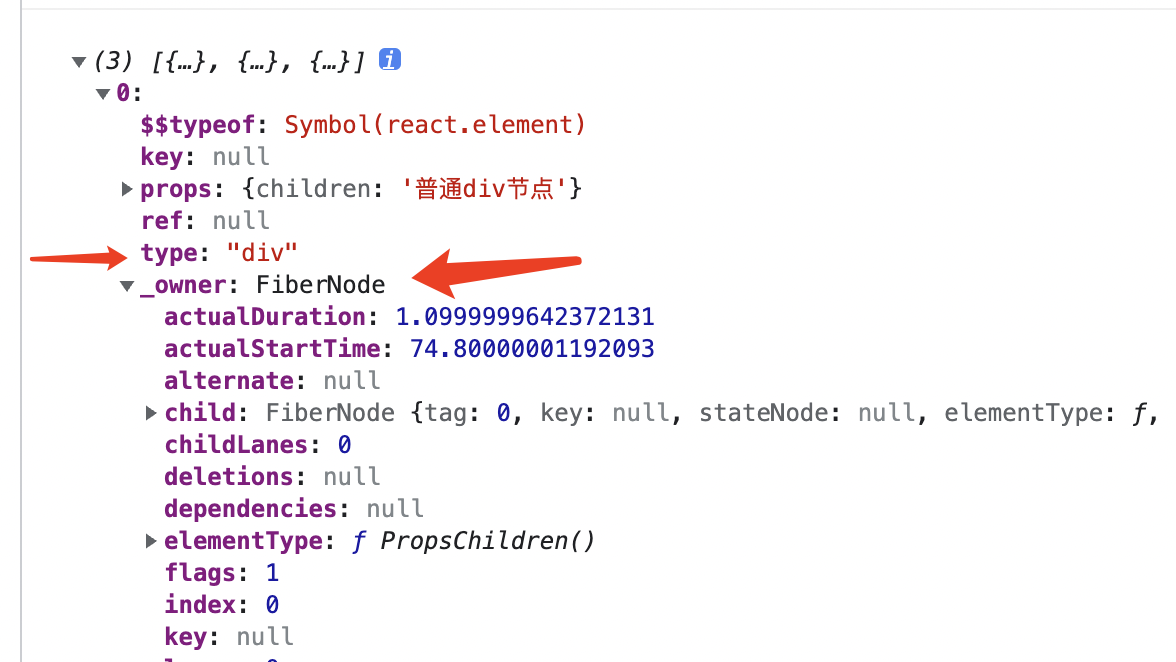 (3) [{…}, {…}, {…}] i
0:
$$typeof: Symbol(react.element)
key: null
props: {children: '普通div节点'}
ref: null
type: "div"
_owner: FiberNode
actualDuration: 1.0999999642372131
actualStartTime: 74.80000001192093
alternate: null
child: FiberNode {tag: 0, key: null, stateNode: null, elementType: ƒ,
childLanes: 0
deletions: null
dependencies: null
elementType: ƒ PropsChildren()
flags: 1
index: 0
key: null